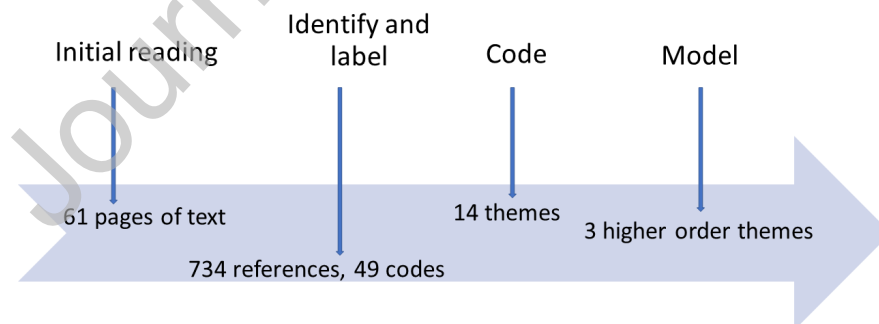 Initial reading
Identify and
label
Code
Model
61 pages of text
734 references, 49 codes
14 themes
3 higher order themes
Journ